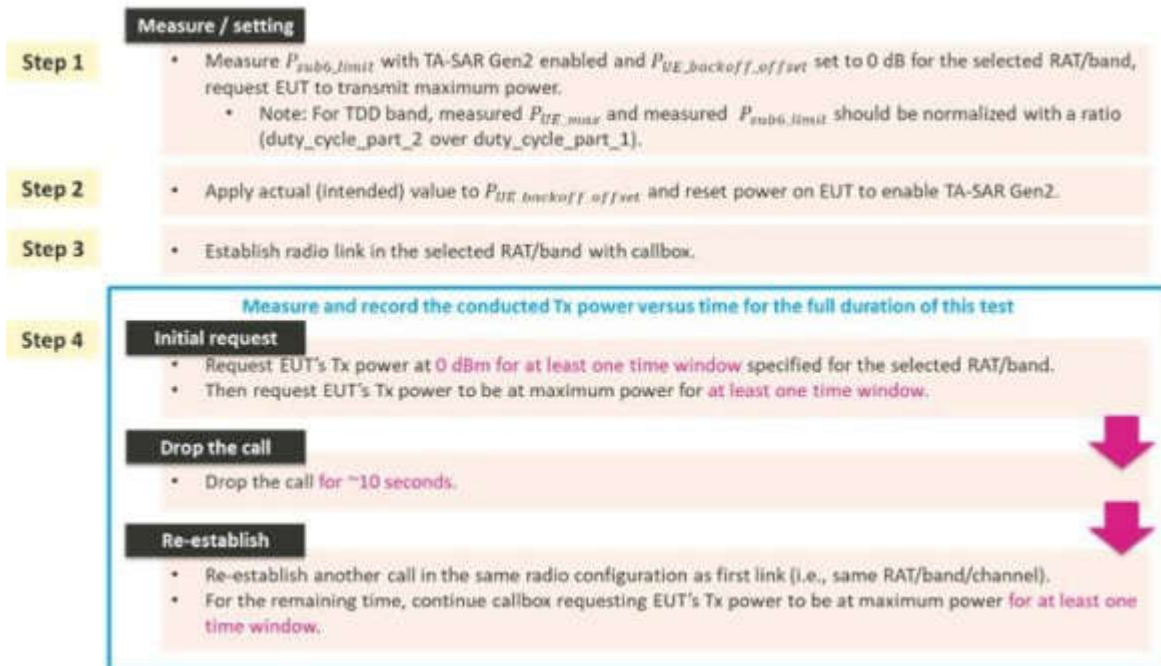 Measure / setting
Step 1
• Measure P_sub6_limit with TA-SAR Gen2 enabled and P_UE_backoff_offset set to 0 dB for the selected RAT/band,
request EUT to transmit maximum power.
• Note: For TDD band, measured P_UE_max and measured P_sub6_limit should be normalized with a ratio
(duty_cycle_part_2 over duty_cycle_part_1).
Step 2
• Apply actual (intended) value to P_UE_backoff_offset and reset power on EUT to enable TA-SAR Gen2.
Step 3
• Establish radio link in the selected RAT/band with callbox.
Measure and record the conducted Tx power versus time for the full duration of this test
Step 4
Initial request
• Request EUT's Tx power at 0 dBm for at least one time window specified for the selected RAT/band.
• Then request EUT's Tx power to be at maximum power for at least one time window.
Drop the call
• Drop the call for ~10 seconds.
Re-establish
• Re-establish another call in the same radio configuration as first link (i.e., same RAT/band/channel).
• For the remaining time, continue callbox requesting EUT's Tx power to be at maximum power for at least one
time window.